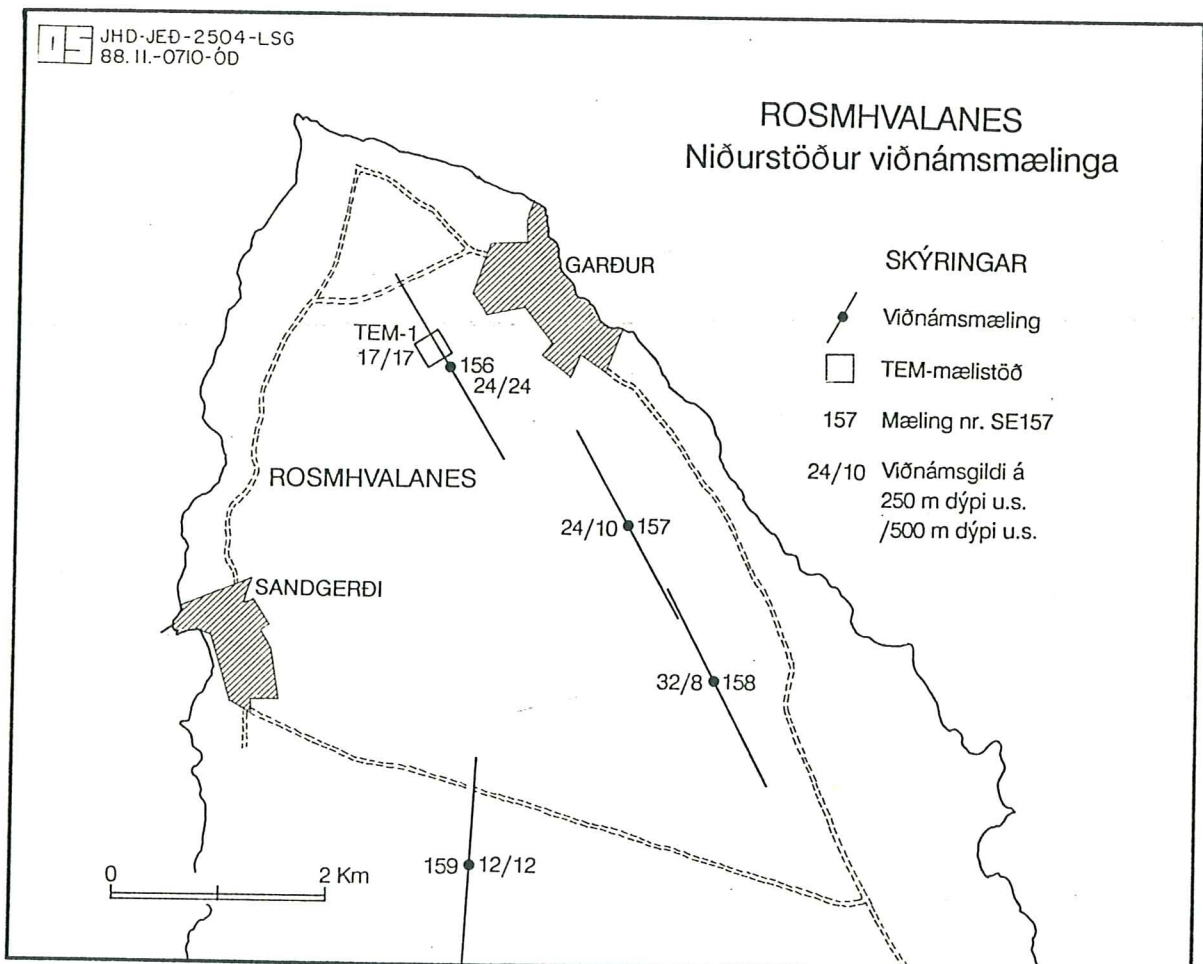 JHD-JEÐ-2504-LSG
88.11.-0710-ÓD
ROSMHVALANES
Niðurstöður viðnámsmælinga
GARÐUR
SKÝRINGAR
Viðnámsmæling
TEM-mælistöð
157 Mæling nr. SE157
24/10 Viðnámsgildi á
250 m dýpi u.s.
/500 m dýpi u.s.
TEM-1
17/17
156
24/24
ROSMHVALANES
24/10 157
SANDGERÐI
32/8 158
159 12/12
0 2 Km